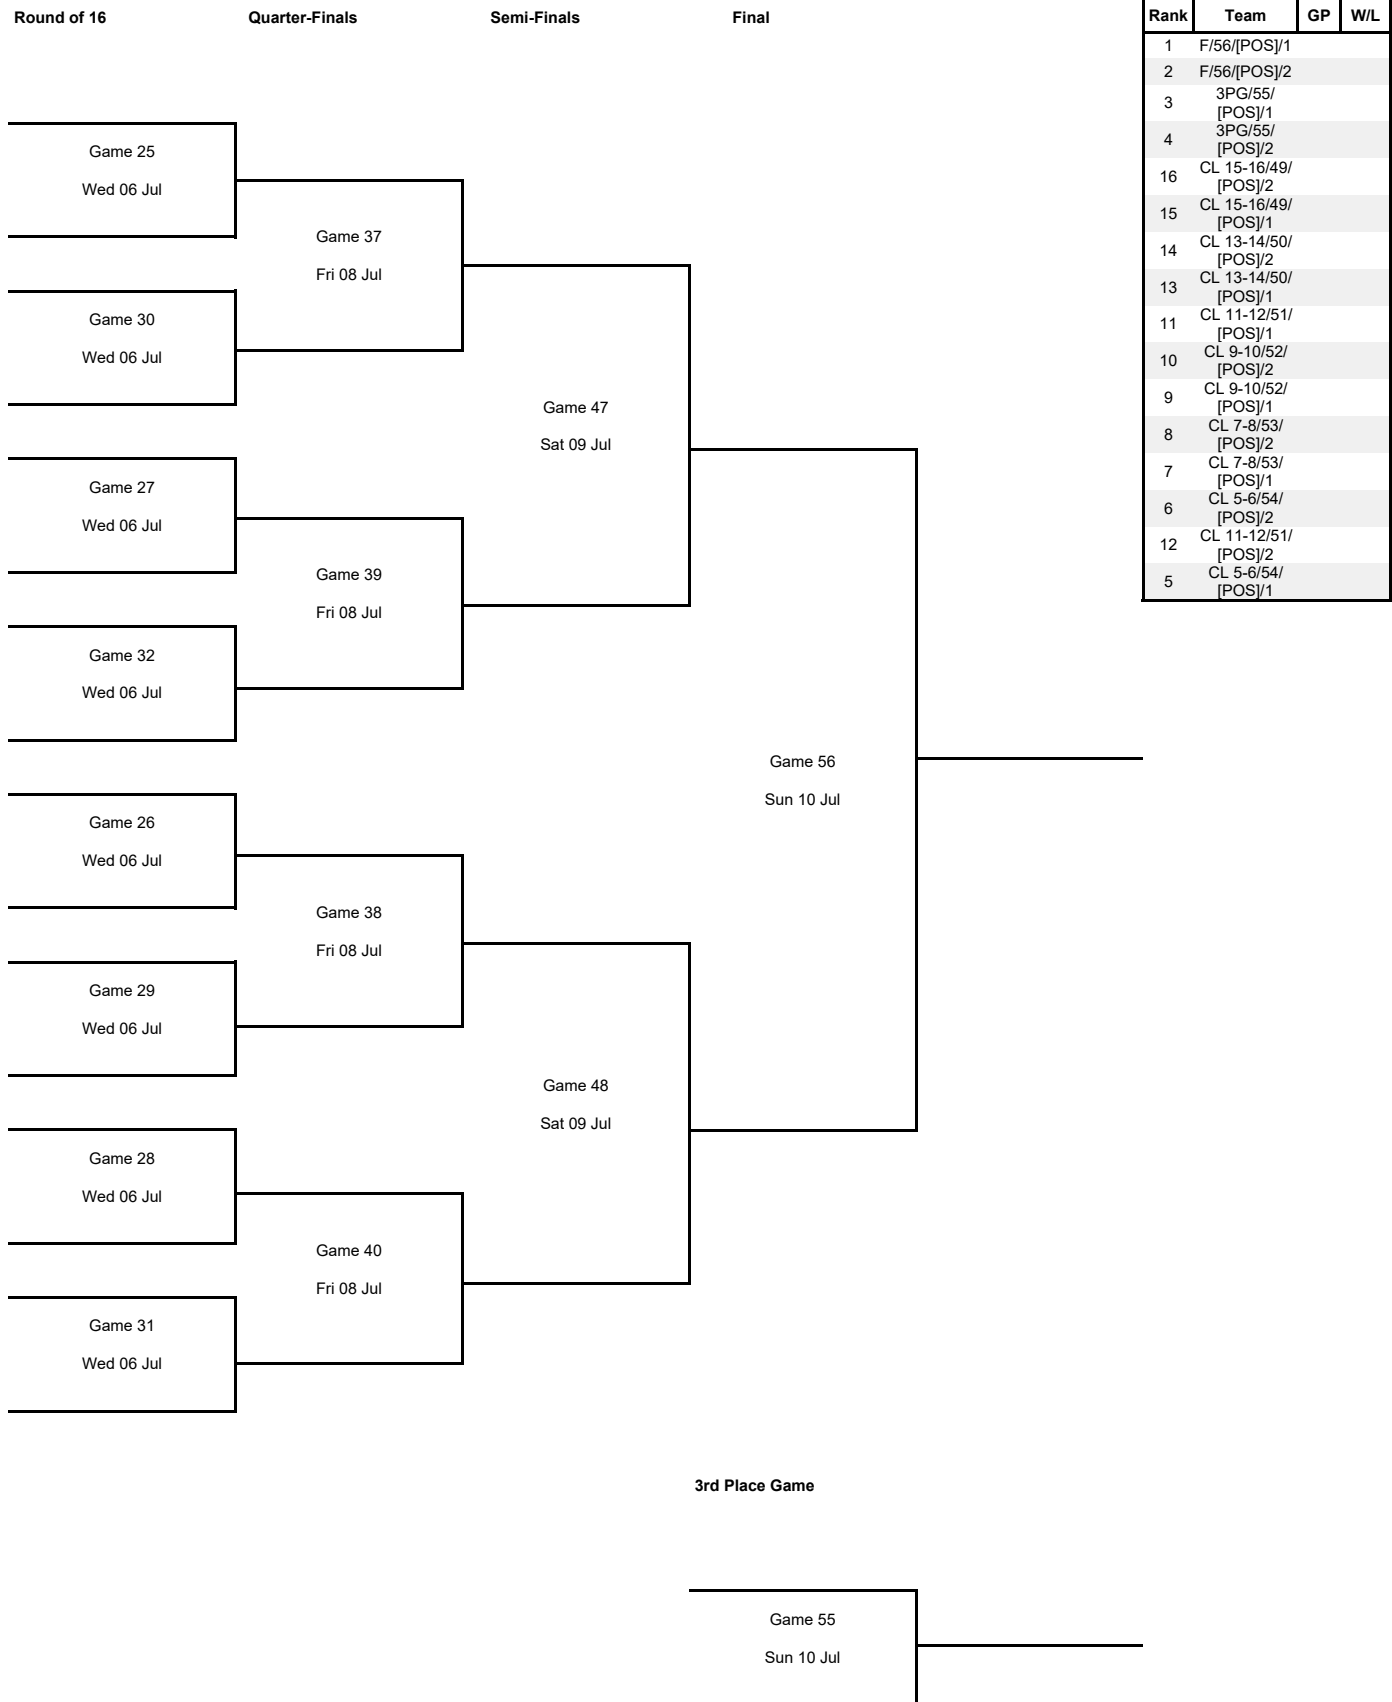 Round of 16 Quarter-Finals Semi-Finals Final
Game 25
Wed 06 Jul
Game 37
Fri 08 Jul
Game 30
Wed 06 Jul
Game 47
Sat 09 Jul
Game 27
Wed 06 Jul
Game 39
Fri 08 Jul
Game 32
Wed 06 Jul
Game 56
Sun 10 Jul
Game 26
Wed 06 Jul
Game 38
Fri 08 Jul
Game 29
Wed 06 Jul
Game 48
Sat 09 Jul
Game 28
Wed 06 Jul
Game 40
Fri 08 Jul
Game 31
Wed 06 Jul
3rd Place Game
Game 55
Sun 10 Jul
Rank Team GP W/L
1 F/56/[POS]/1
2 F/56/[POS]/2
3 3PG/55/
[POS]/1
4 3PG/55/
[POS]/2
16 CL 15-16/49/
[POS]/2
15 CL 15-16/49/
[POS]/1
14 CL 13-14/50/
[POS]/2
13 CL 13-14/50/
[POS]/1
11 CL 11-12/51/
[POS]/1
10 CL 9-10/52/
[POS]/2
9 CL 9-10/52/
[POS]/1
8 CL 7-8/53/
[POS]/2
7 CL 7-8/53/
[POS]/1
6 CL 5-6/54/
[POS]/2
12 CL 11-12/51/
[POS]/2
5 CL 5-6/54/
[POS]/1